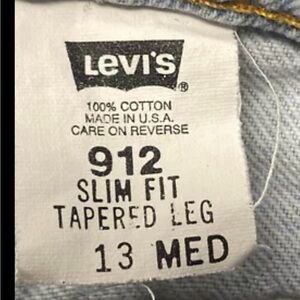 LEVI'S ®
100% COTTON
MADE IN U.S.A.
CARE ON REVERSE
912
SLIM FIT
TAPERED LEG
13 MED